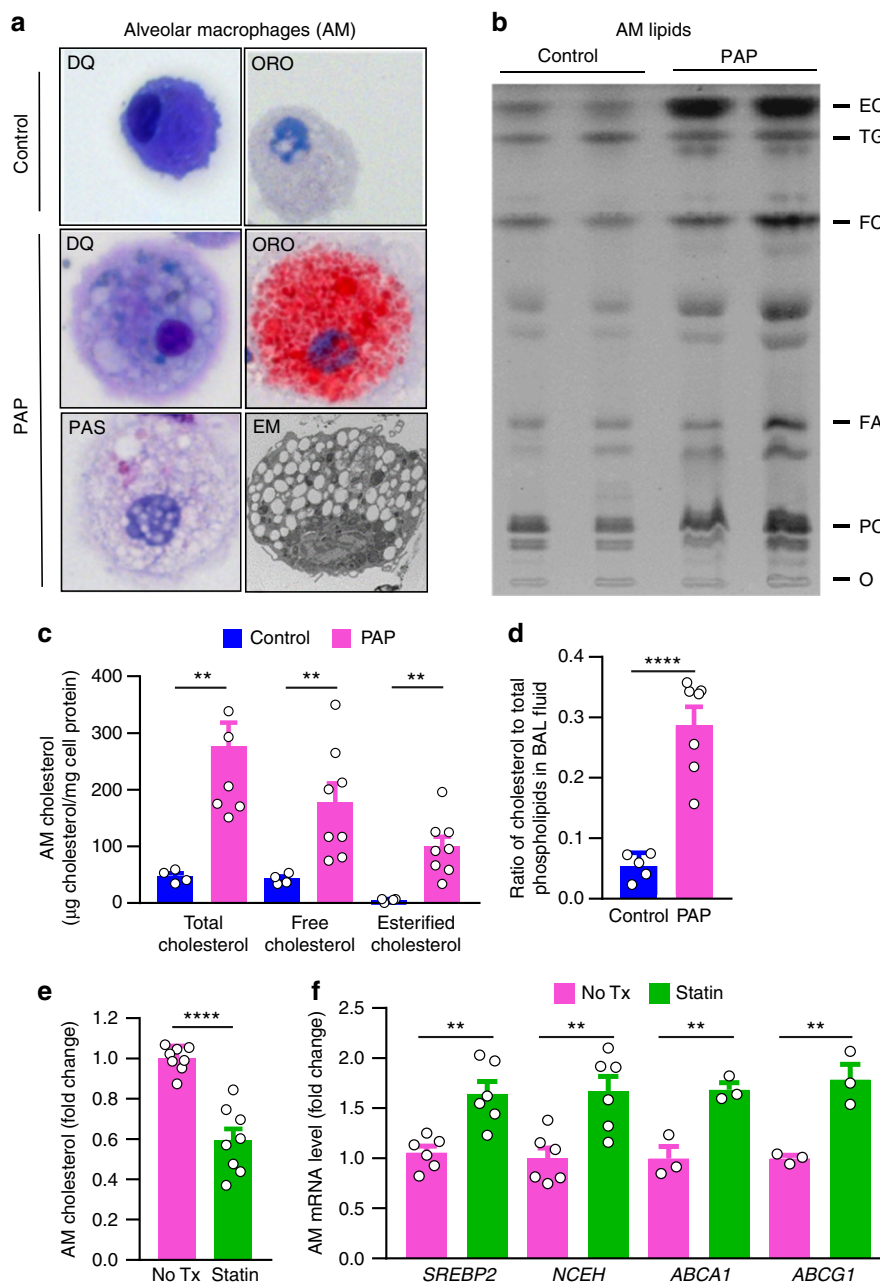 a
Alveolar macrophages (AM)
Control
DQ
ORO
PAP
DQ
ORO
PAS
EM
b
AM lipids
Control
PAP
TG
FA
O
c
Control
PAP
AM cholesterol
(µg cholesterol/mg cell protein)
400
300
200
100
0
**
**
**
Total
cholesterol
Free
cholesterol
Esterified
cholesterol
d
Ratio of cholesterol to total
phospholipids in BAL fluid
0.4
0.3
0.2
0.1
0.0
****
Control
PAP
e
AM cholesterol (fold change)
1.2
1.0
0.8
0.6
0.4
0.2
0.0
****
No Tx
Statin
f
No Tx
Statin
AM mRNA level (fold change)
2.5
2.0
1.5
1.0
0.5
0.0
**
**
**
**
SREBP2
NCEH
ABCA1
ABCG1